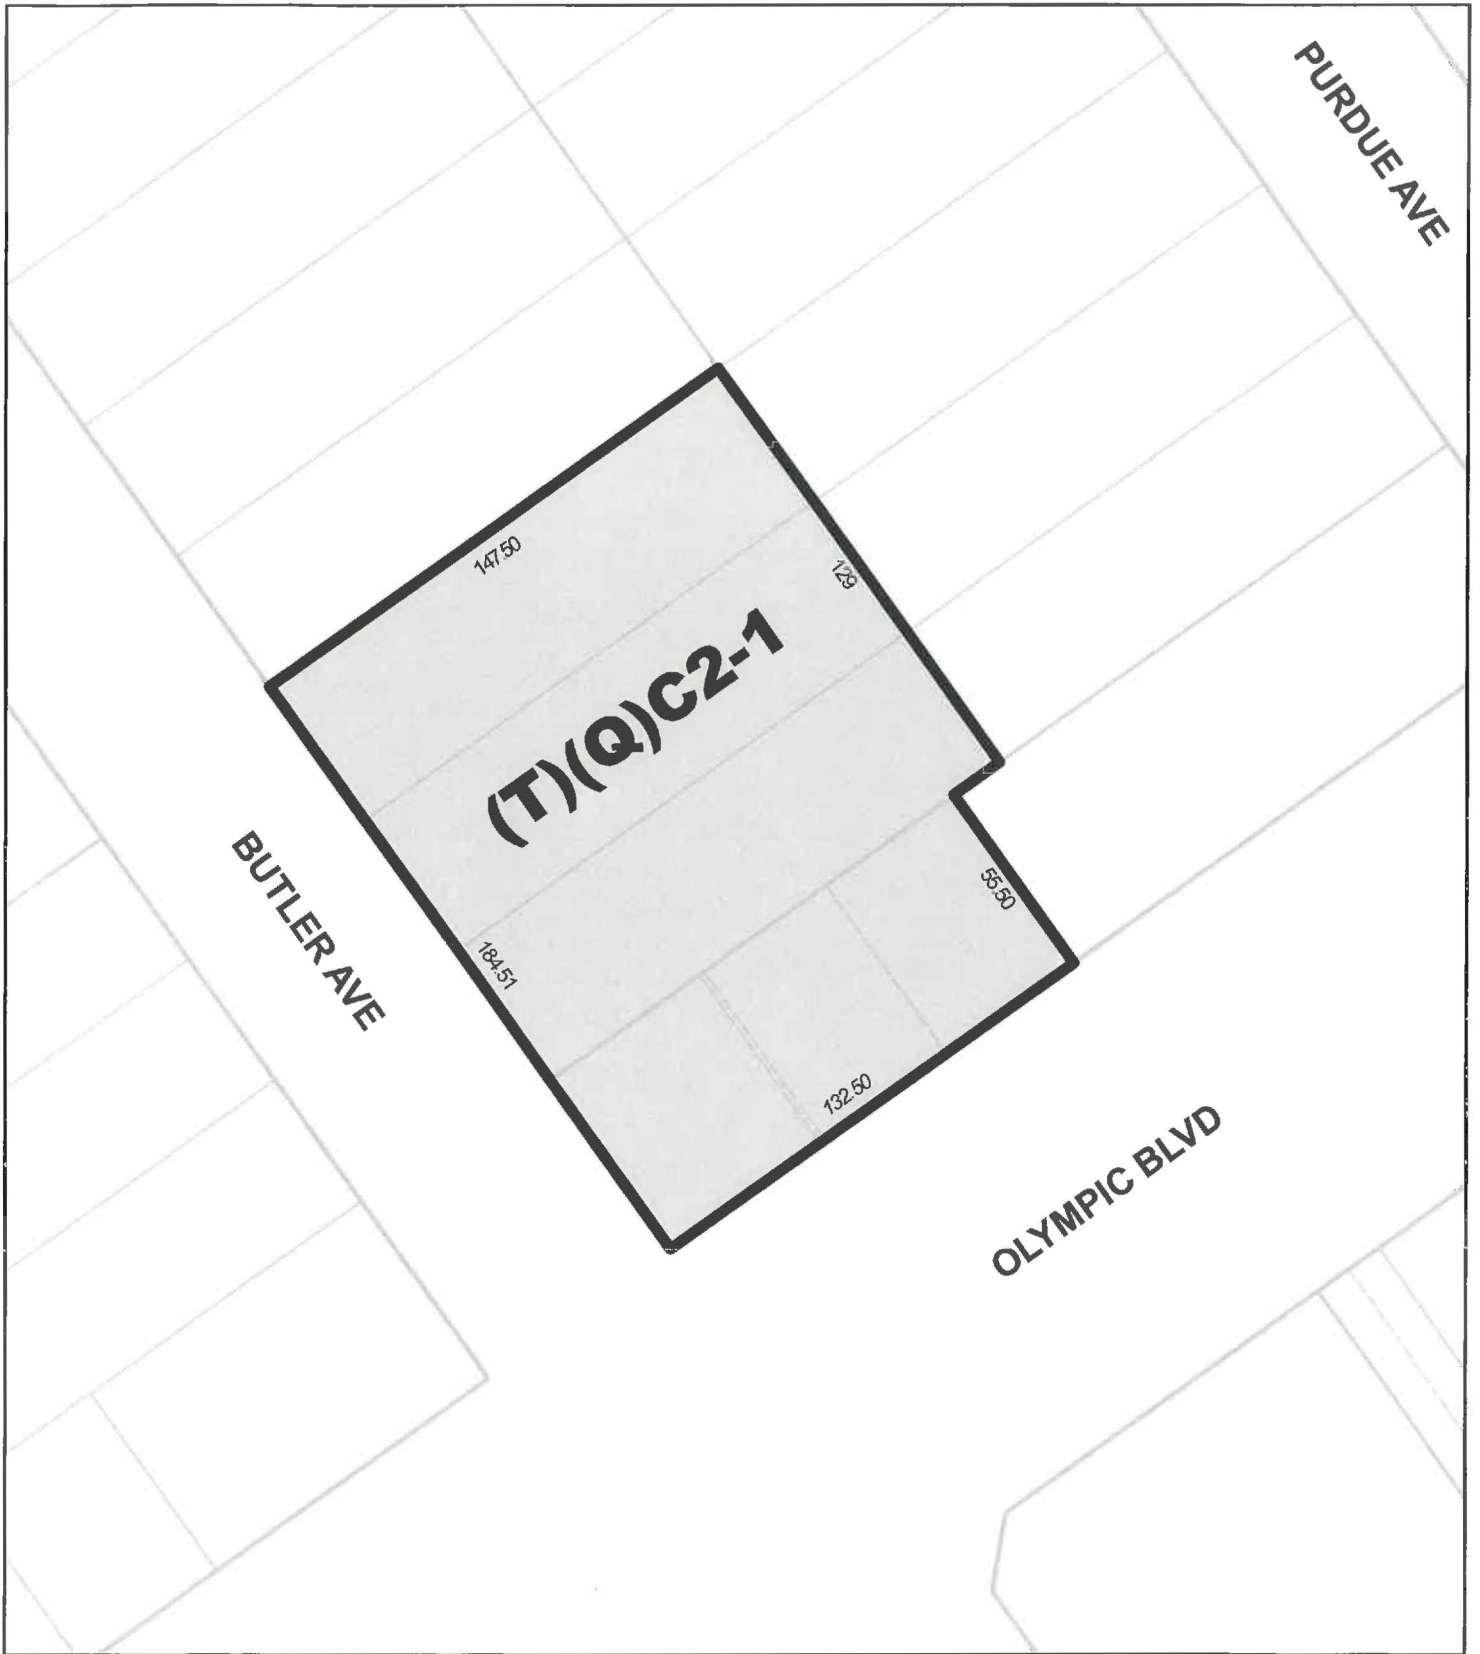 PURDUE AVE
147.50
129
(T)(Q)C2-1
BUTLER AVE
55.50
184.51
132.50
OLYMPIC BLVD